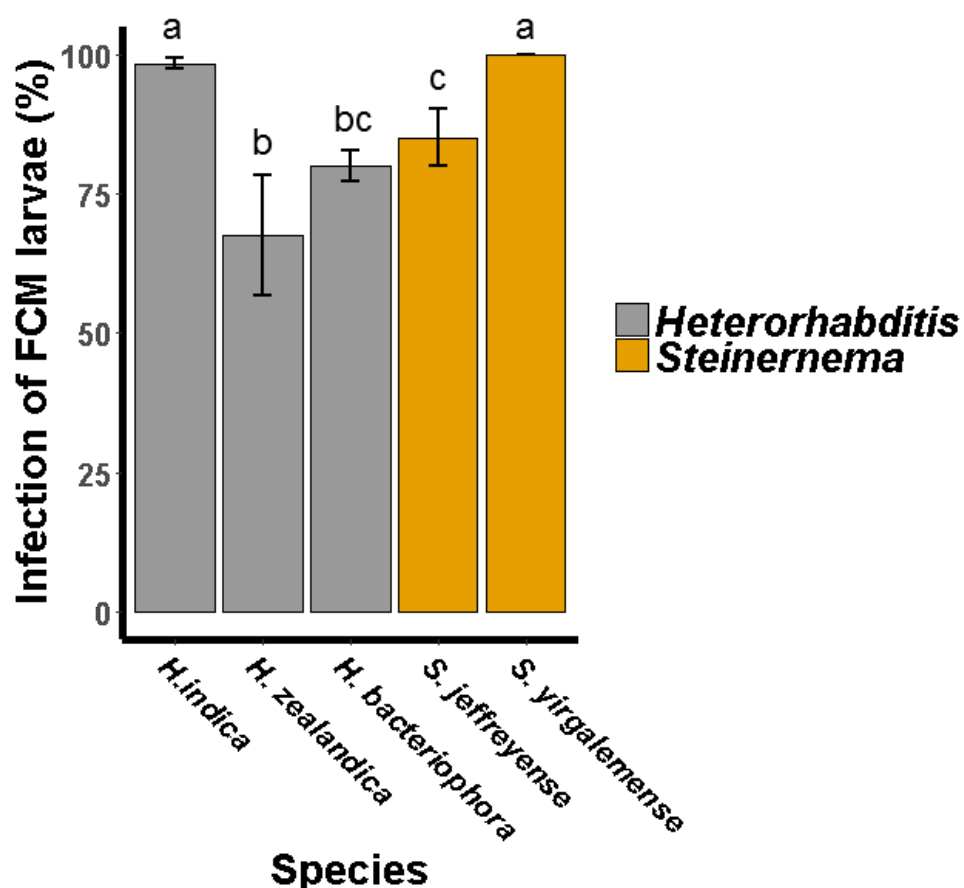 Infection of FCM larvae (%)
100
75
50
25
0
a
b
bc
c
a
H.indica
H. zealandica
H. bacteriophora
S. jeffreyense
S. yirgalemense
Species
Heterorhabditis
Steinernema